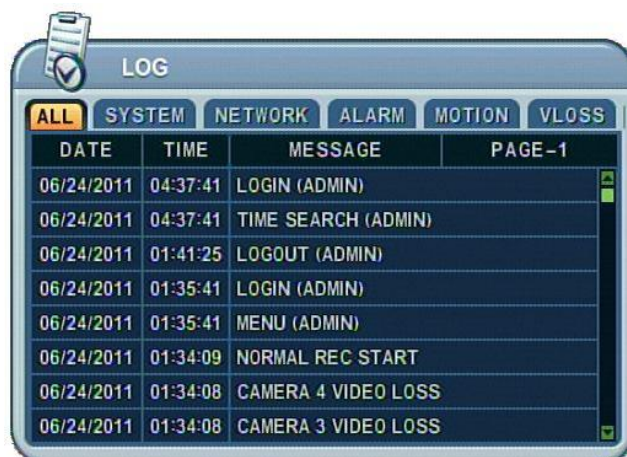 LOG
ALL SYSTEM NETWORK ALARM MOTION VLOSS
DATE TIME MESSAGE PAGE-1
06/24/2011 04:37:41 LOGIN (ADMIN)
06/24/2011 04:37:41 TIME SEARCH (ADMIN)
06/24/2011 01:41:25 LOGOUT (ADMIN)
06/24/2011 01:35:41 LOGIN (ADMIN)
06/24/2011 01:35:41 MENU (ADMIN)
06/24/2011 01:34:09 NORMAL REC START
06/24/2011 01:34:08 CAMERA 4 VIDEO LOSS
06/24/2011 01:34:08 CAMERA 3 VIDEO LOSS